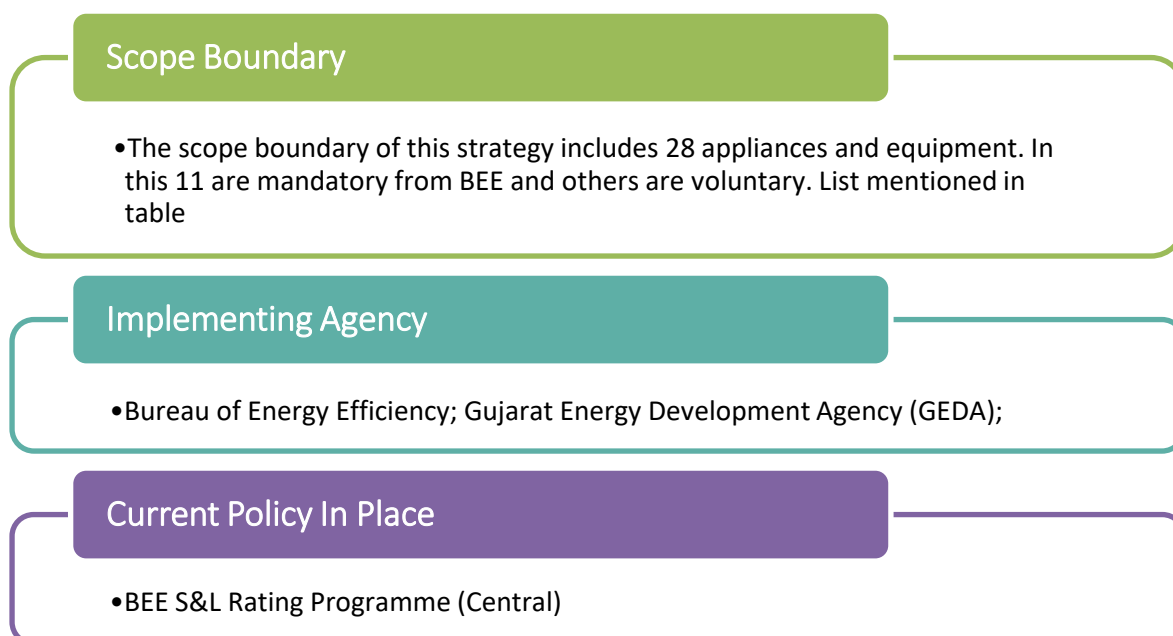 Scope Boundary
•The scope boundary of this strategy includes 28 appliances and equipment. In
this 11 are mandatory from BEE and others are voluntary. List mentioned in
table
Implementing Agency
•Bureau of Energy Efficiency; Gujarat Energy Development Agency (GEDA);
Current Policy In Place
•BEE S&L Rating Programme (Central)